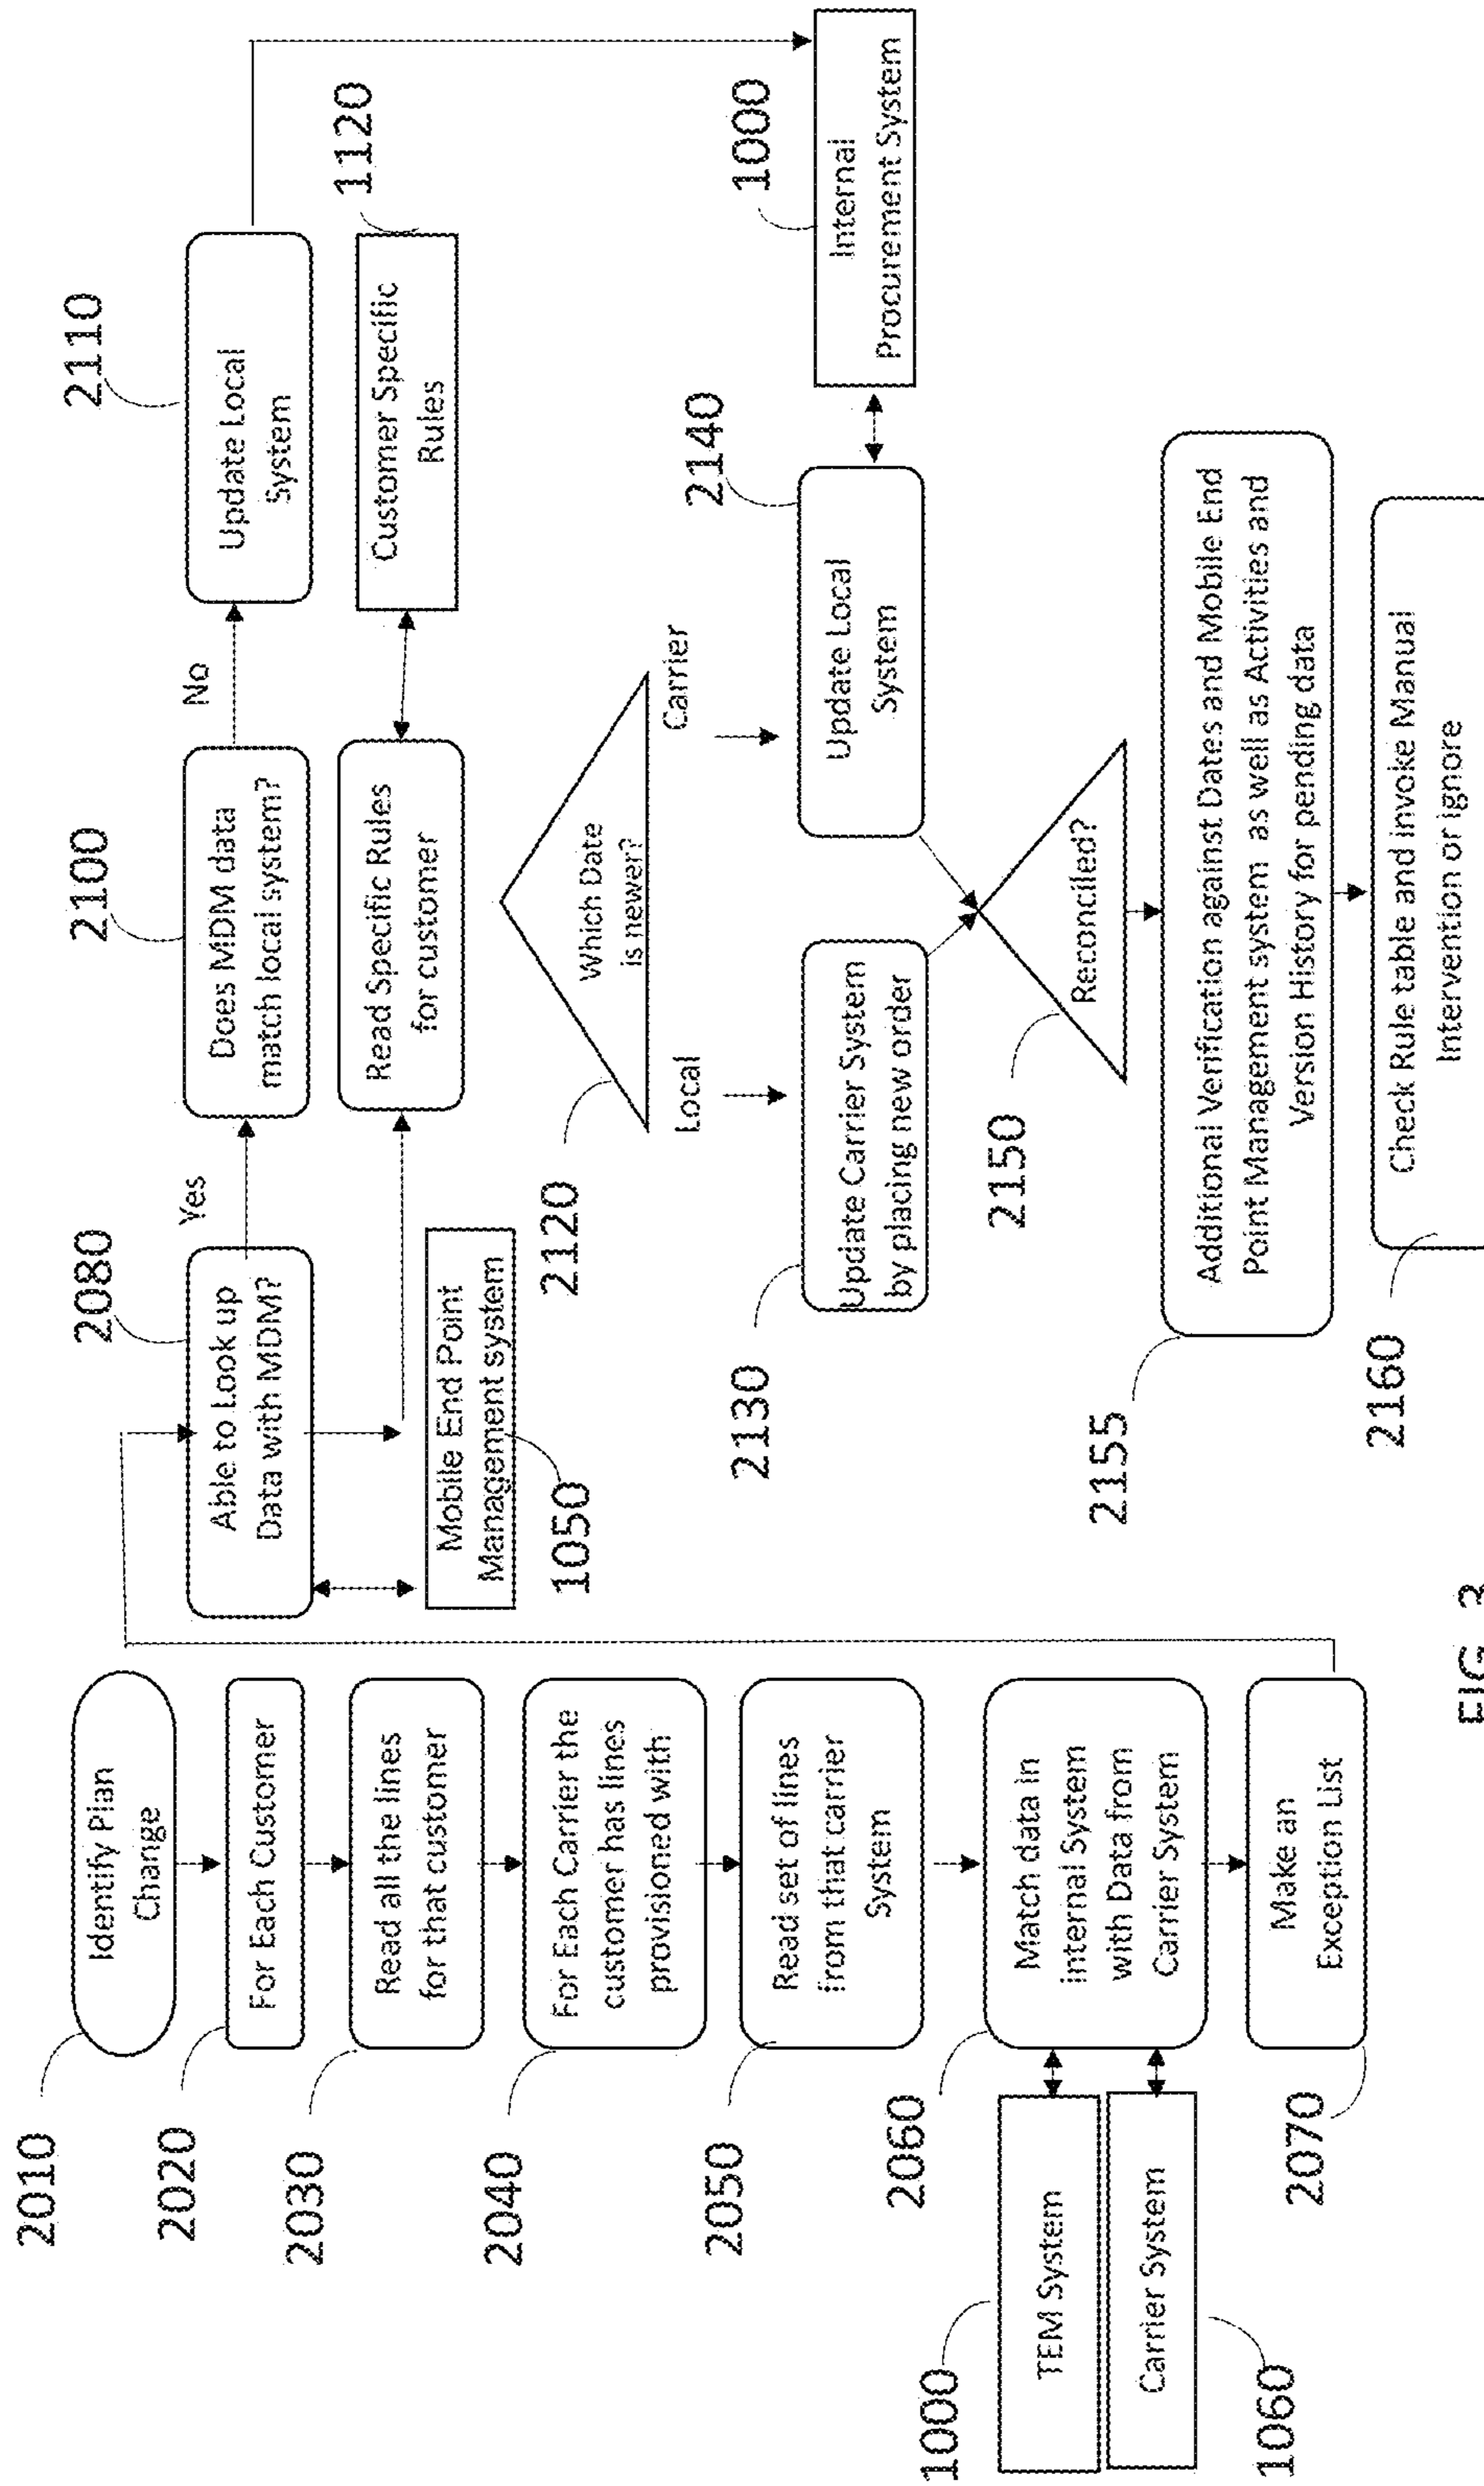 2010
Identify Plan
Change
2020
For Each Customer
2030
Read all the lines
for that customer
2040
For Each Carrier the
customer has lines
provisioned with
2050
Read set of lines
from that carrier
System
2060
Match data in
internal System
with Data from
Carrier System
1000
TEM System
1060
Carrier System
2070
Make an
Exception List
2080
Able to Look up
Data with MDM?
Yes
Mobile End Point
Management system
1050
2100
Does MDM data
match local system?
No
2110
Update Local
System
Read Specific Rules
for customer
1120
Customer Specific
Rules
2120
Which Date
is newer?
Local
Carrier
2130
Update Carrier System
by placing new order
2140
Update Local
System
1000
Internal
Procurement System
2150
Reconciled?
2155
Additional Verification against Dates and Mobile End
Point Management system as well as Activities and
Version History for pending data
2160
Check Rule table and invoke Manual
Intervention or ignore
FIG. 3